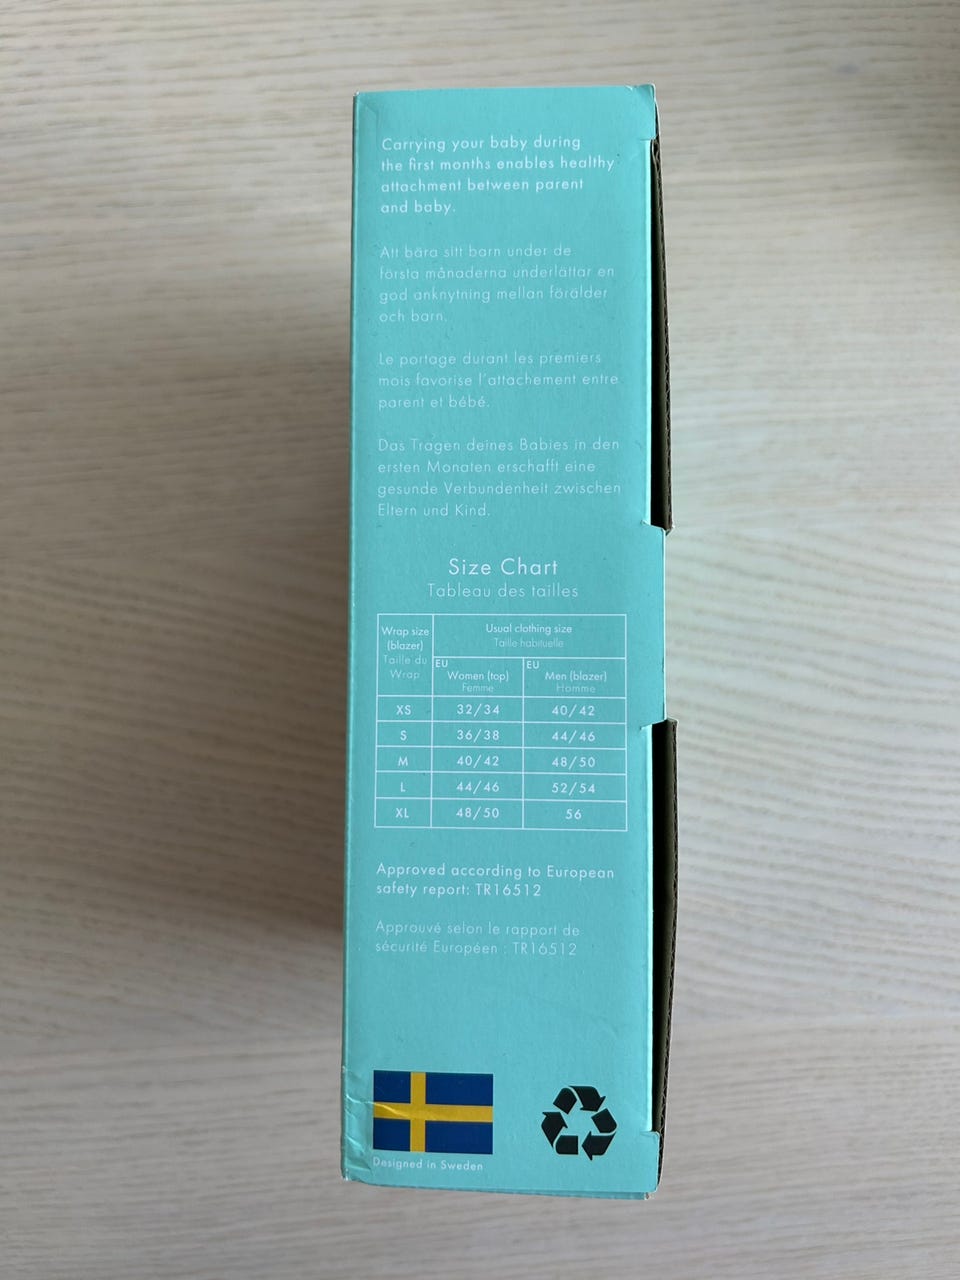 Carrying your baby during
the first months enables healthy
attachment between parent
and baby.
Att bära sitt barn under de
första månaderna underlättar en
god anknytning mellan förälder
och barn.
Le portage durant les premiers
mois favorise l'attachement entre
parent et bébé.
Das Tragen deines Babies in den
ersten Monaten erschafft eine
gesunde Verbundenheit zwischen
Eltern und Kind.
Size Chart
Tableau des tailles
Wrap size
(blazer)
Taille du
Wrap
Usual clothing size
Taille habituelle
EU
Women (top)
Femme
EU
Men (blazer)
Homme
XS 32/34 40/42
S 36/38 44/46
M 40/42 48/50
L 44/46 52/54
XL 48/50 56
Approved according to European
safety report: TR16512
Approuvé selon le rapport de
sécurité Européen : TR16512
Designed in Sweden